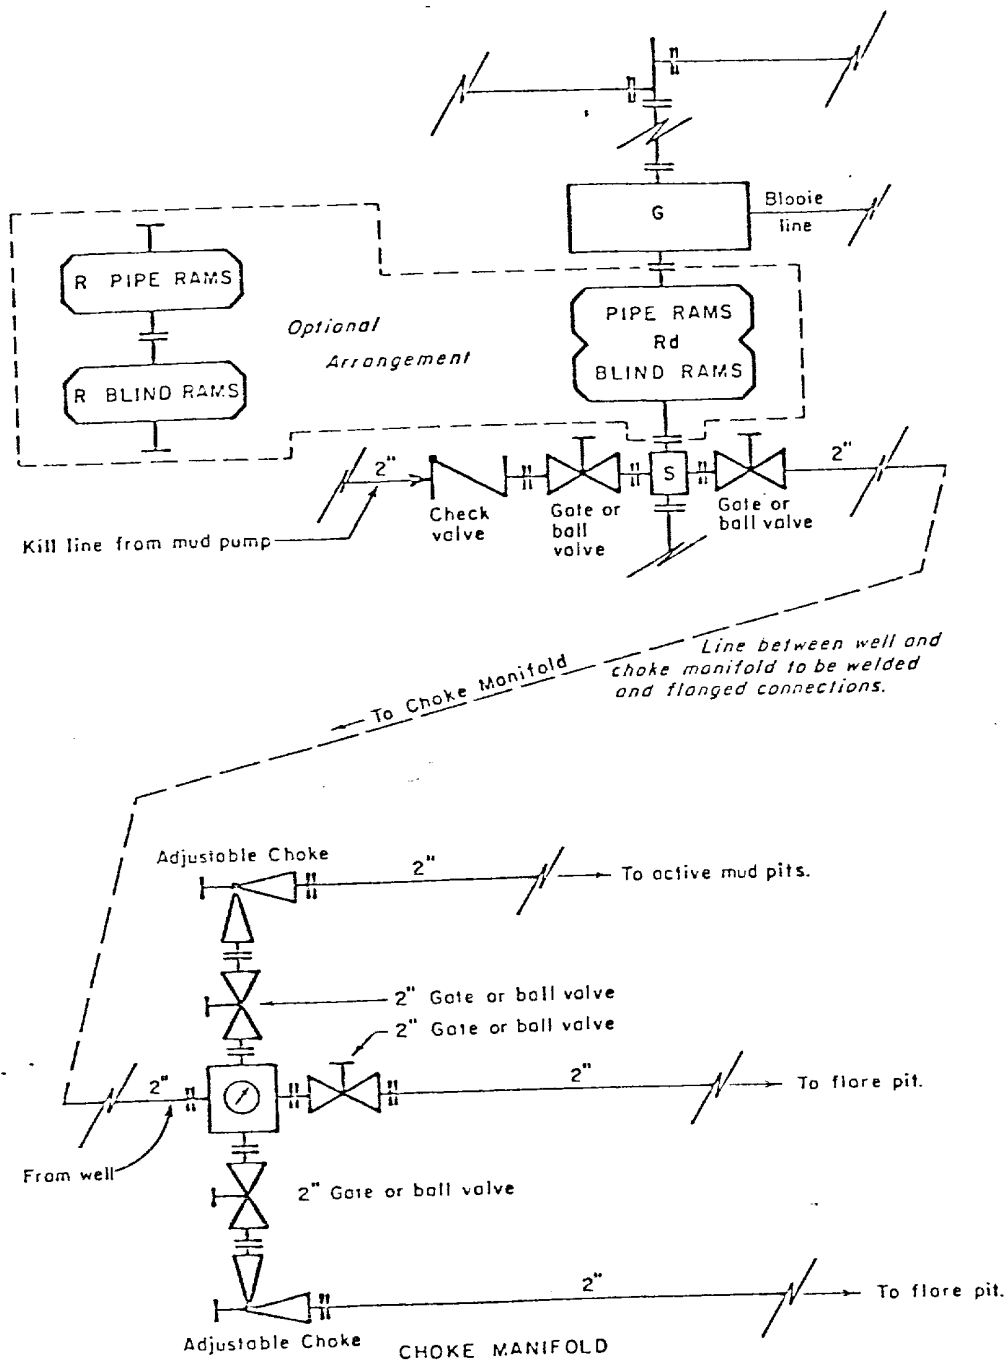 G
Blooie
line
R PIPE RAMS
PIPE RAMS
Rd
BLIND RAMS
Optional
Arrangement
R BLIND RAMS
2"
S
2"
Check
valve
Gate or
ball
valve
Gate or
ball valve
Kill line from mud pump
Line between well and
choke manifold to be welded
and flanged connections.
To Choke Manifold
Adjustable Choke
2"
To active mud pits.
2" Gate or ball valve
2" Gate or ball valve
2"
2"
To flare pit.
From well
2" Gate or ball valve
2"
To flare pit.
Adjustable Choke
CHOKE MANIFOLD